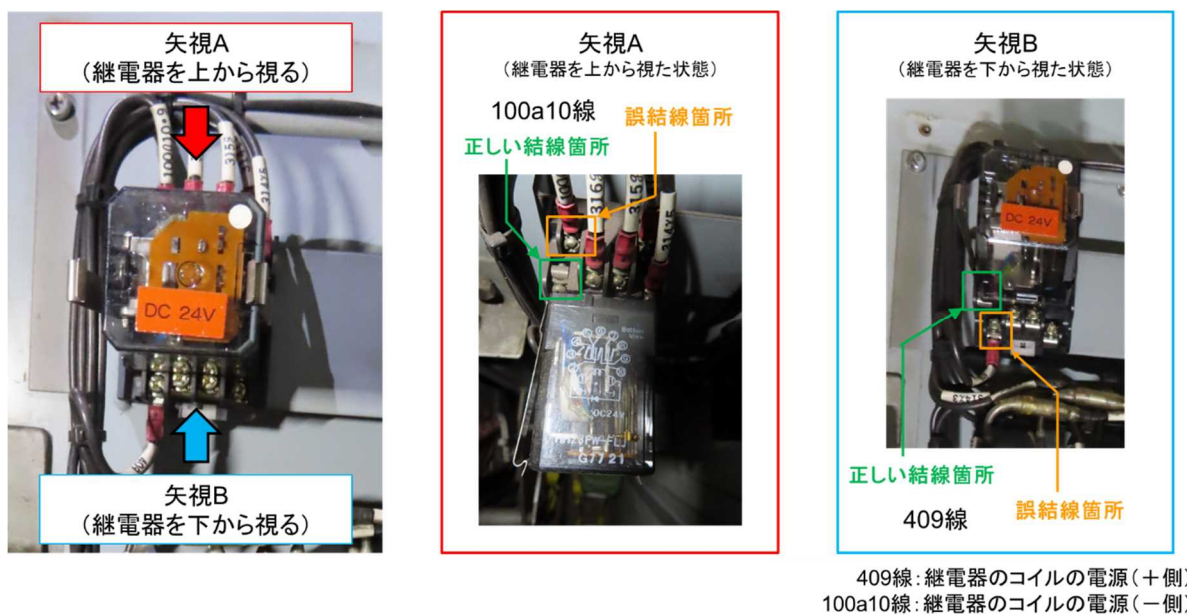 矢視A
(継電器を上から視る)
DC 24V
矢視B
(継電器を下から視る)
矢視A
(継電器を上から視た状態)
100a10線
誤結線箇所
正しい結線箇所
3159
314X5
DC24V
G7721
矢視B
(継電器を下から視た状態)
DC 24V
正しい結線箇所
誤結線箇所
409線
409線:継電器のコイルの電源(+側)
100a10線:継電器のコイルの電源(-側)